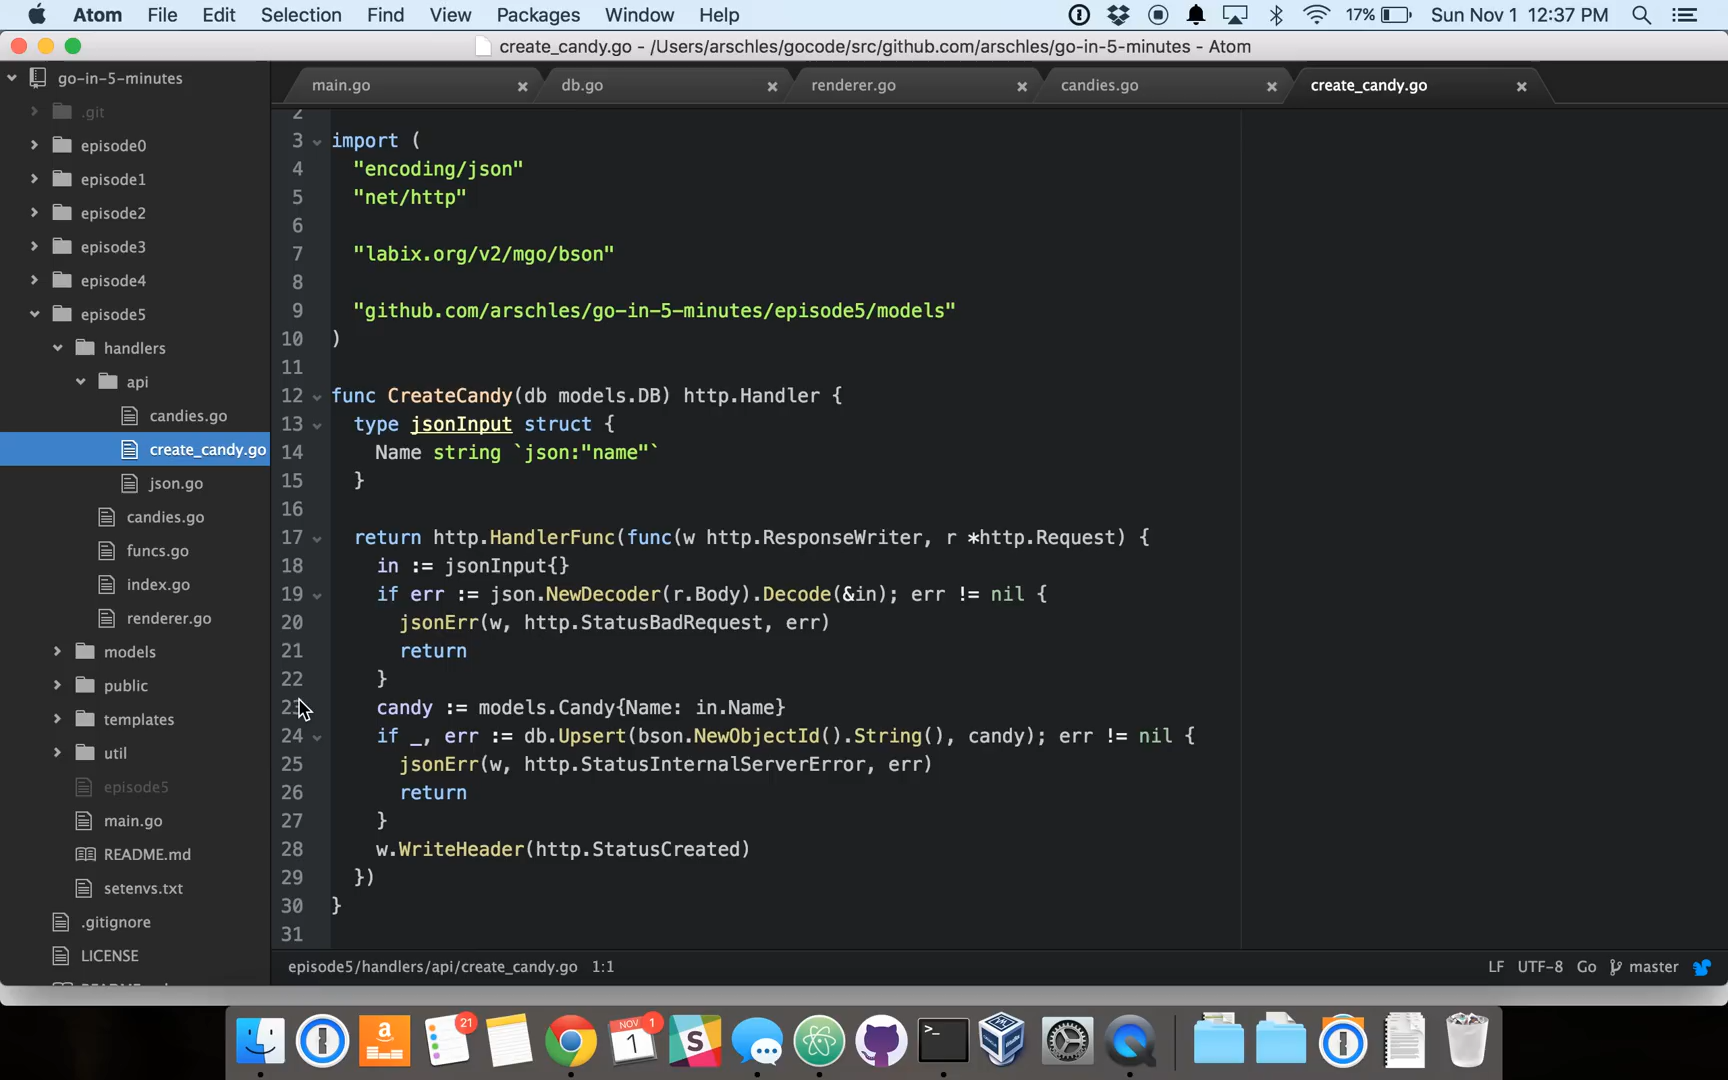 Atom File Edit Selection Find View Packages Window Help 17% Sun Nov 1 12:37 PM
create_candy.go - /Users/arschles/gocode/src/github.com/arschles/go-in-5-minutes - Atom
go-in-5-minutes
.git
episode0
episode1
episode2
episode3
episode4
episode5
handlers
api
candies.go
create_candy.go
json.go
candies.go
funcs.go
index.go
renderer.go
models
public
templates
util
episode5
main.go
README.md
setenvs.txt
.gitignore
LICENSE
main.go db.go renderer.go candies.go create_candy.go
2
3 import (
4 "encoding/json"
5 "net/http"
6
7 "labix.org/v2/mgo/bson"
8
9 "github.com/arschles/go-in-5-minutes/episode5/models"
10 )
11
12 func CreateCandy(db models.DB) http.Handler {
13 type jsonInput struct {
14 Name string `json:"name"`
15 }
16
17 return http.HandlerFunc(func(w http.ResponseWriter, r *http.Request) {
18 in := jsonInput{}
19 if err := json.NewDecoder(r.Body).Decode(&in); err != nil {
20 jsonErr(w, http.StatusBadRequest, err)
21 return
22 }
23 candy := models.Candy{Name: in.Name}
24 if _, err := db.Upsert(bson.NewObjectId().String(), candy); err != nil {
25 jsonErr(w, http.StatusInternalServerError, err)
26 return
27 }
28 w.WriteHeader(http.StatusCreated)
29 })
30 }
31
episode5/handlers/api/create_candy.go 1:1 LF UTF-8 Go master
21
NOV 1
1